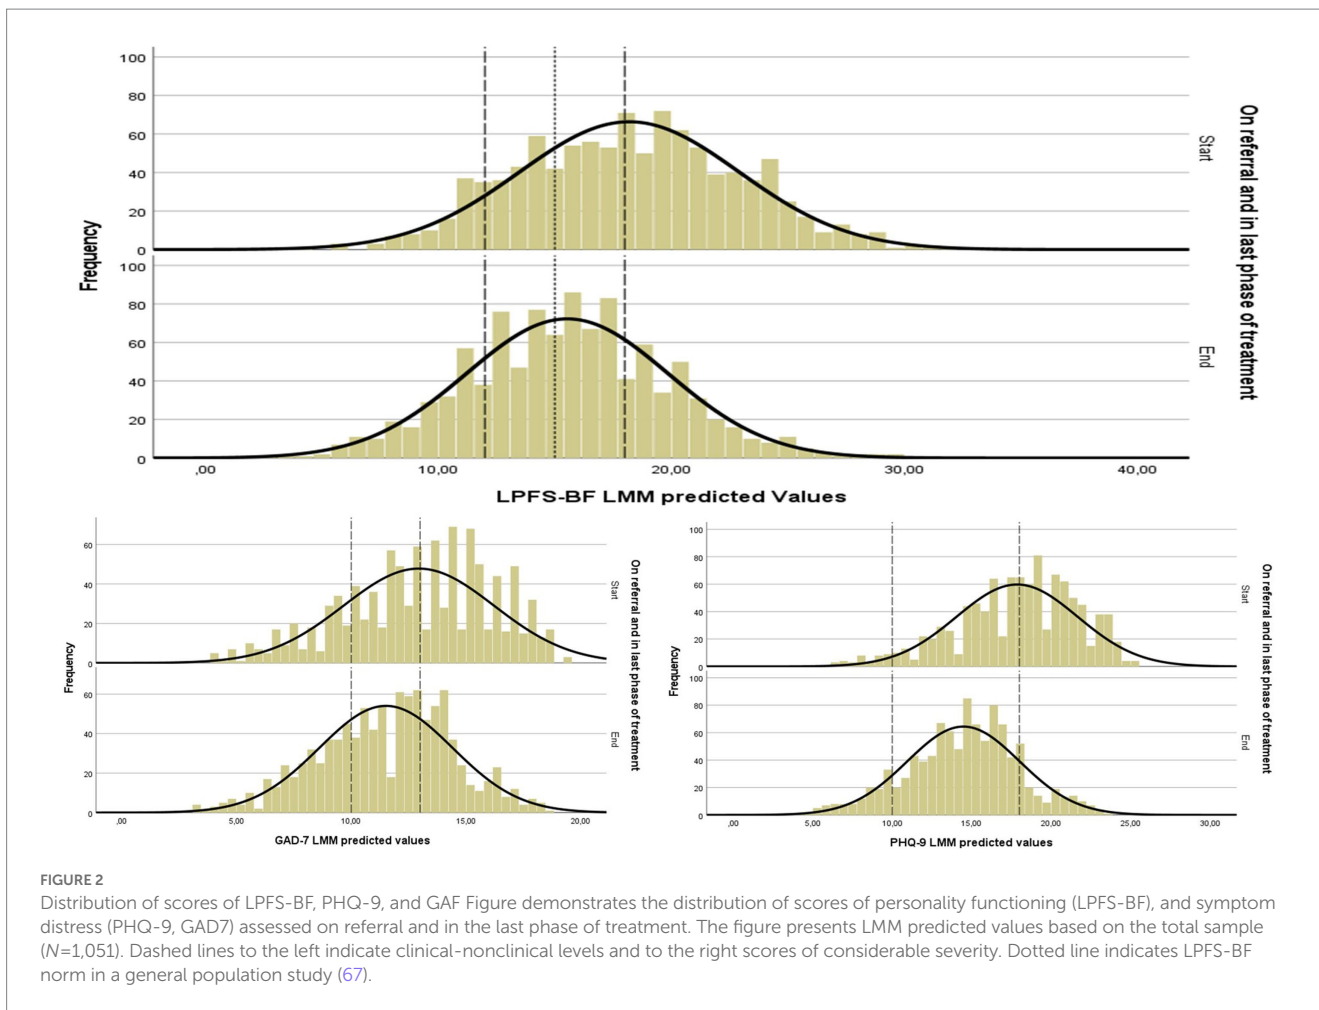 100
80
60
40
20
0
Start
100
80
60
40
20
0
End
Frequency
On referral and in last phase of treatment
,00 10,00 20,00 30,00 40,00
LPFS-BF LMM predicted Values
60
40
20
0
Start
60
40
20
0
End
Frequency
On referral and in last phase of treatment
,00 5,00 10,00 15,00 20,00
GAD-7 LMM predicted values
100
80
60
40
20
0
Start
100
80
60
40
20
0
End
Frequency
On referral and in last phase of treatment
,00 5,00 10,00 15,00 20,00 25,00 30,00
PHQ-9 LMM predicted values
FIGURE 2
Distribution of scores of LPFS-BF, PHQ-9, and GAF Figure demonstrates the distribution of scores of personality functioning (LPFS-BF), and symptom
distress (PHQ-9, GAD7) assessed on referral and in the last phase of treatment. The figure presents LMM predicted values based on the total sample
(N=1,051). Dashed lines to the left indicate clinical-nonclinical levels and to the right scores of considerable severity. Dotted line indicates LPFS-BF
norm in a general population study (67).